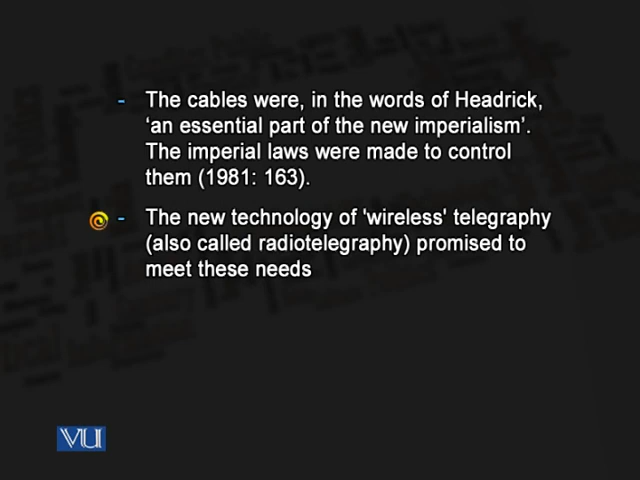 - The cables were, in the words of Headrick,
‘an essential part of the new imperialism’.
The imperial laws were made to control
them (1981: 163).
- The new technology of 'wireless' telegraphy
(also called radiotelegraphy) promised to
meet these needs
VU